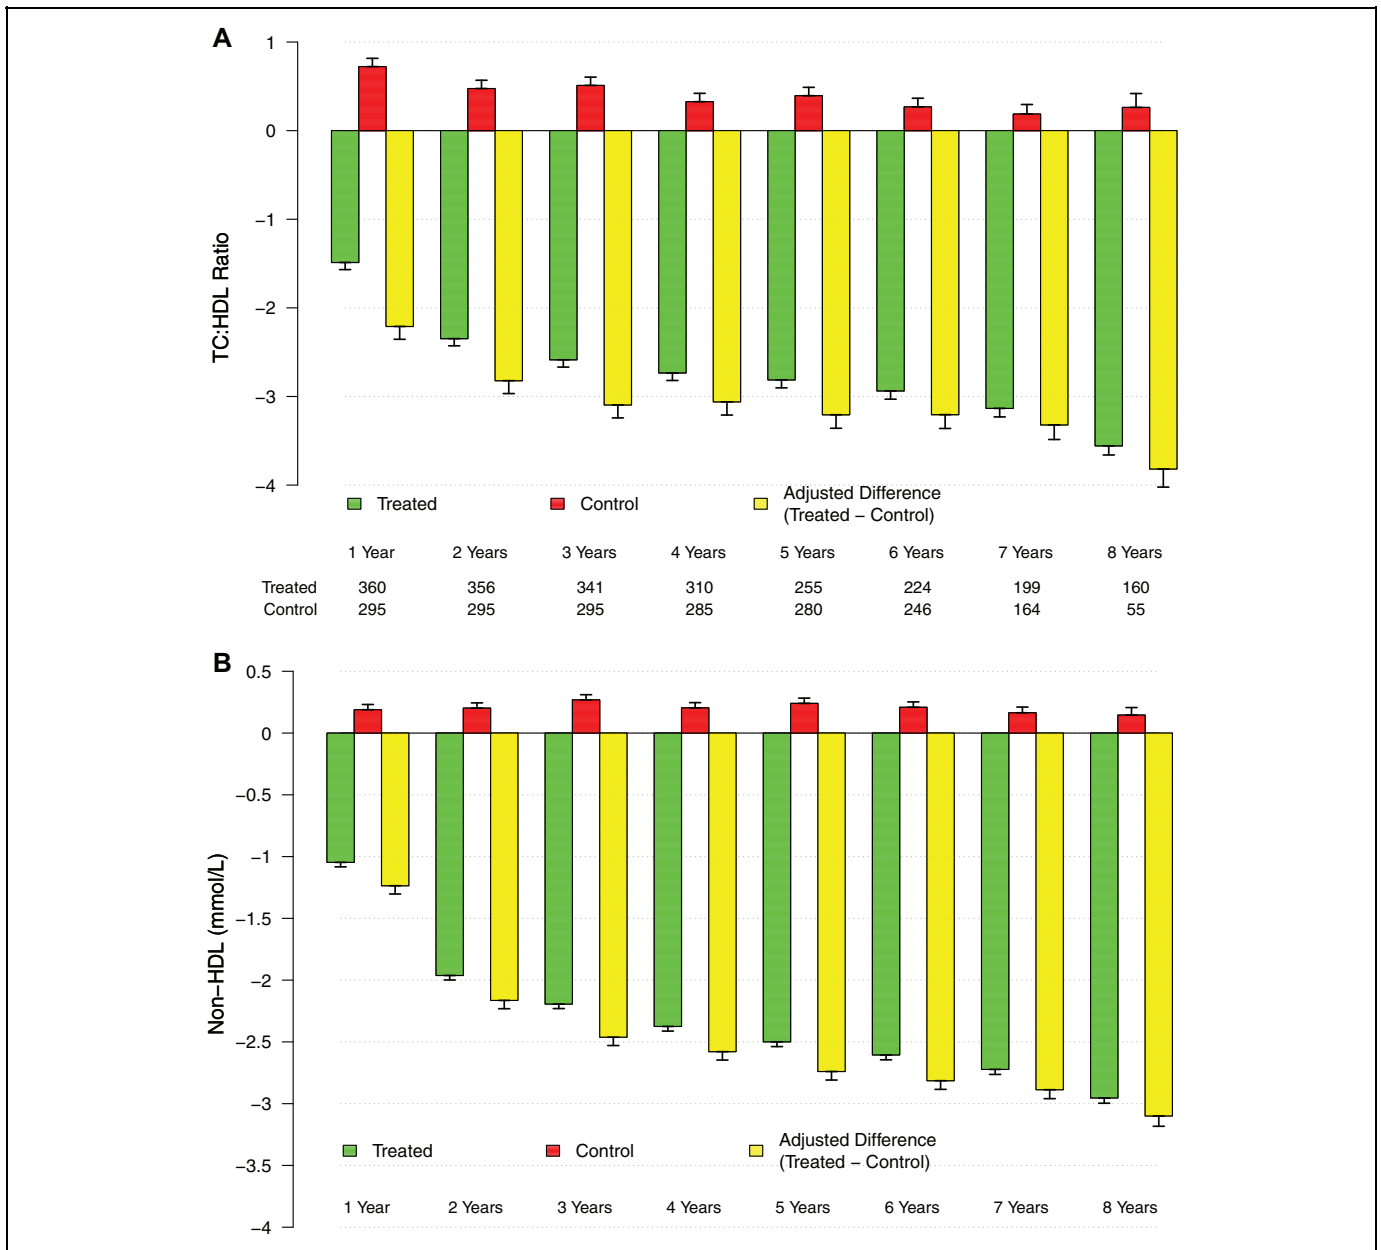 A
1
0
−1
−2
−3
−4
TC:HDL Ratio
Treated
Control
Adjusted Difference
(Treated − Control)
1 Year 2 Years 3 Years 4 Years 5 Years 6 Years 7 Years 8 Years
Treated 360 356 341 310 255 224 199 160
Control 295 295 295 285 280 246 164 55
B
0.5
0
−0.5
−1
−1.5
−2
−2.5
−3
−3.5
−4
Non−HDL (mmol/L)
Treated
Control
Adjusted Difference
(Treated − Control)
1 Year 2 Years 3 Years 4 Years 5 Years 6 Years 7 Years 8 Years